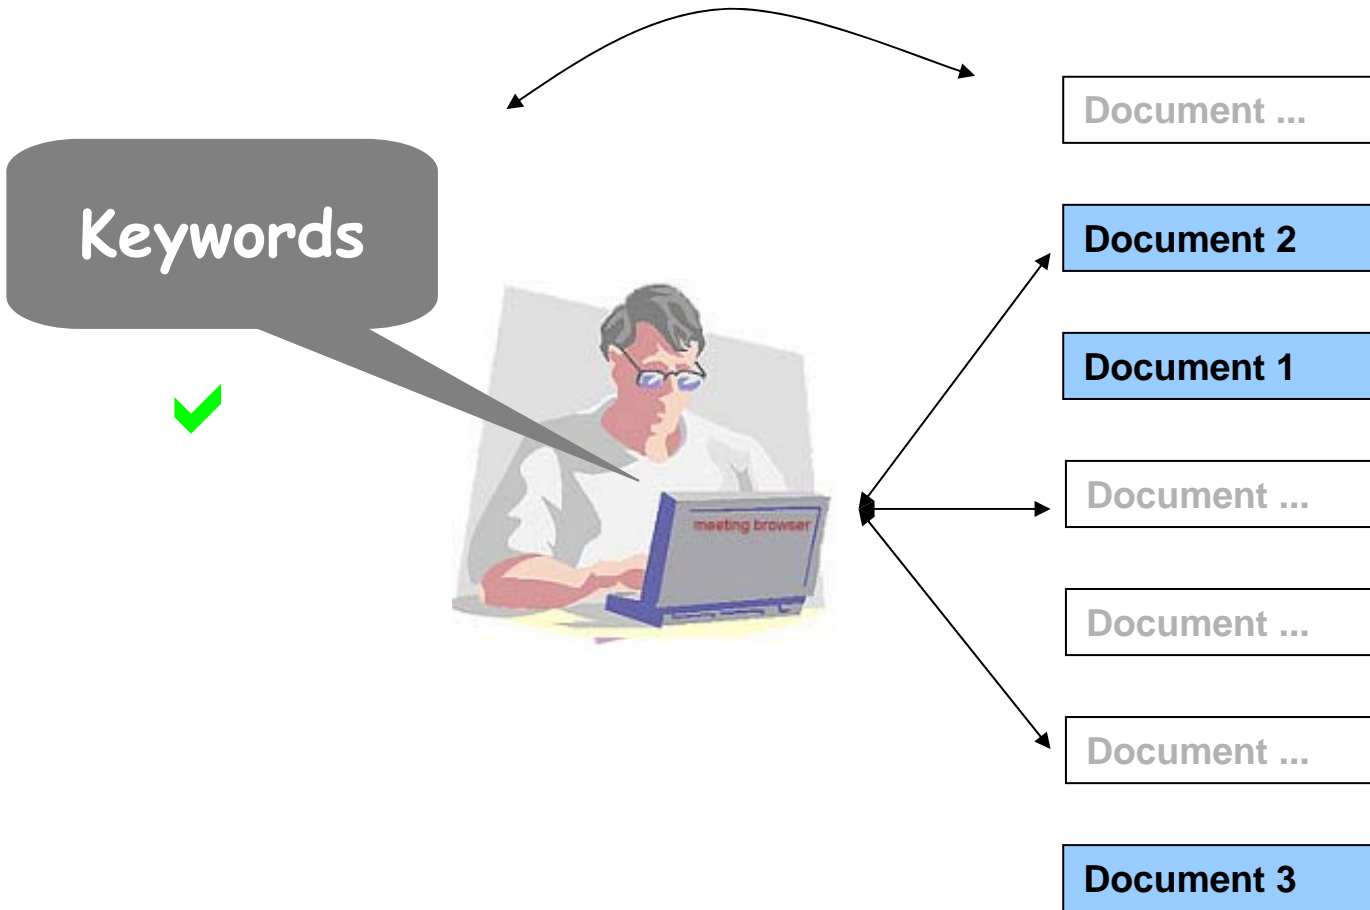 Keywords
meeting browser
Document ...
Document 2
Document 1
Document ...
Document ...
Document ...
Document 3